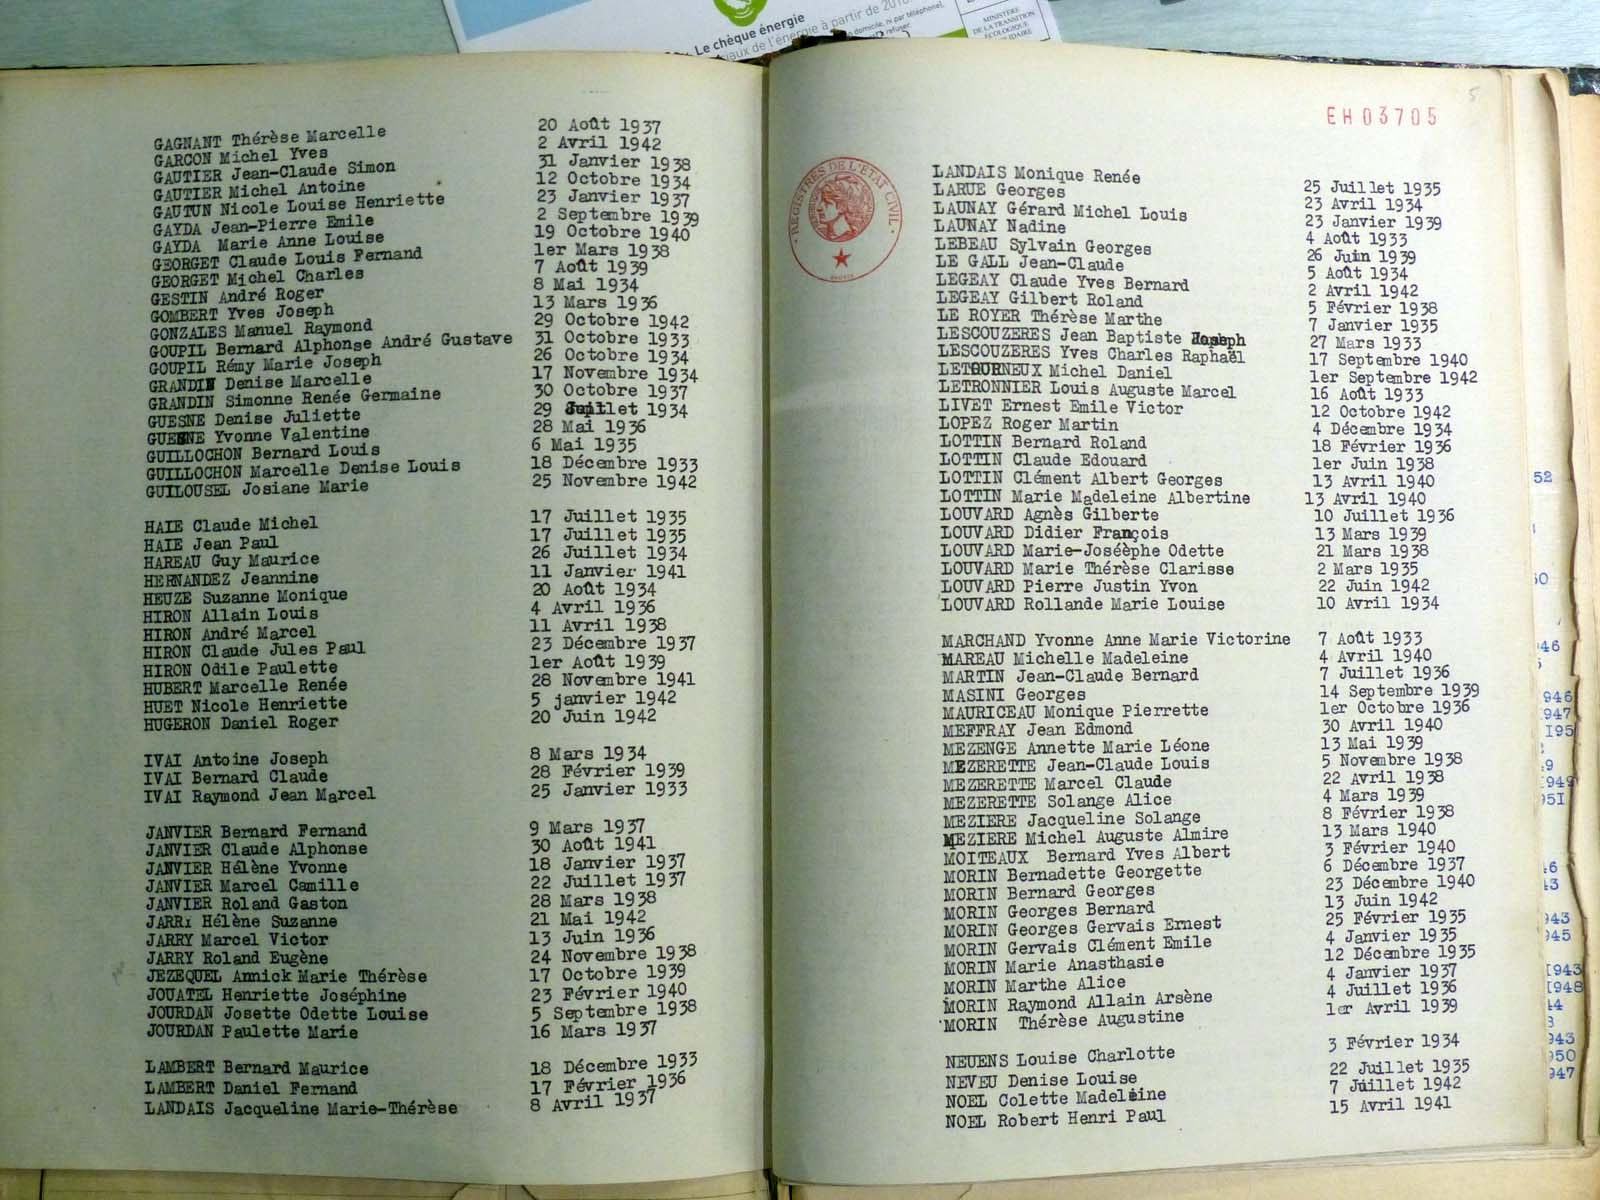 Le chèque énergie
de l'énergie à partir de
domicile, ni par téléphone,
refuser.
MINISTÈRE
DE LA TRANSITION
ÉCOLOGIQUE
GAGNANT Thérèse Marcelle 20 Août 1937
GARCON Michel Yves 2 Avril 1942
GAUTIER Jean-Claude Simon 31 Janvier 1938
GAUTIER Michel Antoine 12 Octobre 1934
GAUTUN Nicole Louise Henriette 23 Janvier 1937
GAYDA Jean-Pierre Emile 2 Septembre 1939
GAYDA Marie Anne Louise 19 Octobre 1940
GEORGET Claude Louis Fernand 1er Mars 1938
GEORGET Michel Charles 7 Août 1939
GESTIN André Roger 8 Mai 1934
GOMBERT Yves Joseph 13 Mars 1936
GONZALES Manuel Raymond 29 Octobre 1942
GOUPIL Bernard Alphonse André Gustave 31 Octobre 1933
GOUPIL Rémy Marie Joseph 26 Octobre 1934
GRANDIN Denise Marcelle 17 Novembre 1934
GRANDIN Simonne Renée Germaine 30 Octobre 1937
GUESNE Denise Juliette 29 Juillet 1934
GUESNE Yvonne Valentine 28 Mai 1936
GUILLOCHON Bernard Louis 6 Mai 1935
GUILLOCHON Marcelle Denise Louis 18 Décembre 1933
GUILOUSEL Josiane Marie 25 Novembre 1942
HAIE Claude Michel 17 Juillet 1935
HAIE Jean Paul 17 Juillet 1935
HAREAU Guy Maurice 26 Juillet 1934
HERNANDEZ Jeannine 11 Janvier 1941
HEUZE Suzanne Monique 20 Août 1934
HIRON Allain Louis 4 Avril 1936
HIRON André Marcel 11 Avril 1938
HIRON Claude Jules Paul 23 Décembre 1937
HIRON Odile Paulette 1er Août 1939
HUBERT Marcelle Renée 28 Novembre 1941
HUET Nicole Henriette 5 janvier 1942
HUGERON Daniel Roger 20 Juin 1942
IVAI Antoine Joseph 8 Mars 1934
IVAI Bernard Claude 28 Février 1939
IVAI Raymond Jean Marcel 25 Janvier 1933
JANVIER Bernard Fernand 9 Mars 1937
JANVIER Claude Alphonse 30 Août 1941
JANVIER Hélène Yvonne 18 Janvier 1937
JANVIER Marcel Camille 22 Juillet 1937
JANVIER Roland Gaston 28 Mars 1938
JARRY Hélène Suzanne 21 Mai 1942
JARRY Marcel Victor 13 Juin 1936
JARRY Roland Eugène 24 Novembre 1938
JEZEQUEL Annick Marie Thérèse 17 Octobre 1939
JOUATEL Henriette Joséphine 23 Février 1940
JOURDAN Josette Odette Louise 5 Septembre 1938
JOURDAN Paulette Marie 16 Mars 1937
LAMBERT Bernard Maurice 18 Décembre 1933
LAMBERT Daniel Fernand 17 Février 1936
LANDAIS Jacqueline Marie-Thérèse 8 Avril 1937
5
EH03705
REGISTRES DE L'ETAT CIVIL
LANDAIS Monique Renée 25 Juillet 1935
LARUE Georges 23 Avril 1934
LAUNAY Gérard Michel Louis 23 Janvier 1939
LAUNAY Nadine 4 Août 1933
LEBEAU Sylvain Georges 26 Juin 1939
LE GALL Jean-Claude 5 Août 1934
LEGEAY Claude Yves Bernard 2 Avril 1942
LEGEAY Gilbert Roland 5 Février 1938
LE ROYER Thérèse Marthe 7 Janvier 1935
LESCOUZERES Jean Baptiste Joseph 27 Mars 1933
LESCOUZERES Yves Charles Raphaël 17 Septembre 1940
LETOURNEUX Michel Daniel 1er Septembre 1942
LETRONNIER Louis Auguste Marcel 16 Août 1933
LIVET Ernest Emile Victor 12 Octobre 1942
LOPEZ Roger Martin 4 Décembre 1934
LOTTIN Bernard Roland 18 Février 1936
LOTTIN Claude Edouard 1er Juin 1938
LOTTIN Clément Albert Georges 13 Avril 1940
LOTTIN Marie Madeleine Albertine 13 Avril 1940
LOUVARD Agnès Gilberte 10 Juillet 1936
LOUVARD Didier François 13 Mars 1939
LOUVARD Marie-Joséèphe Odette 21 Mars 1938
LOUVARD Marie Thérèse Clarisse 2 Mars 1935
LOUVARD Pierre Justin Yvon 22 Juin 1942
LOUVARD Rollande Marie Louise 10 Avril 1934
MARCHAND Yvonne Anne Marie Victorine 7 Août 1933
MAREAU Michelle Madeleine 4 Avril 1940
MARTIN Jean-Claude Bernard 7 Juillet 1936
MASINI Georges 14 Septembre 1939
MAURICEAU Monique Pierrette 1er Octobre 1936
MEFFRAY Jean Edmond 30 Avril 1940
MEZENGE Annette Marie Léone 13 Mai 1939
MEZERETTE Jean-Claude Louis 5 Novembre 1938
MEZERETTE Marcel Claude 22 Avril 1938
MEZERETTE Solange Alice 4 Mars 1939
MEZIERE Jacqueline Solange 8 Février 1938
MEZIERE Michel Auguste Almire 13 Mars 1940
MOITEAUX Bernard Yves Albert 3 Février 1940
MORIN Bernadette Georgette 6 Décembre 1937
MORIN Bernard Georges 23 Décembre 1940
MORIN Georges Bernard 13 Juin 1942
MORIN Georges Gervais Ernest 25 Février 1935
MORIN Gervais Clément Emile 4 Janvier 1935
MORIN Marie Anasthasie 12 Décembre 1935
MORIN Marthe Alice 4 Janvier 1937
MORIN Raymond Allain Arsène 4 Juillet 1936
MORIN Thérèse Augustine 1er Avril 1939
NEUENS Louise Charlotte 3 Février 1934
NEVEU Denise Louise 22 Juillet 1935
NOEL Colette Madeleine 7 Juillet 1942
NOEL Robert Henri Paul 15 Avril 1941